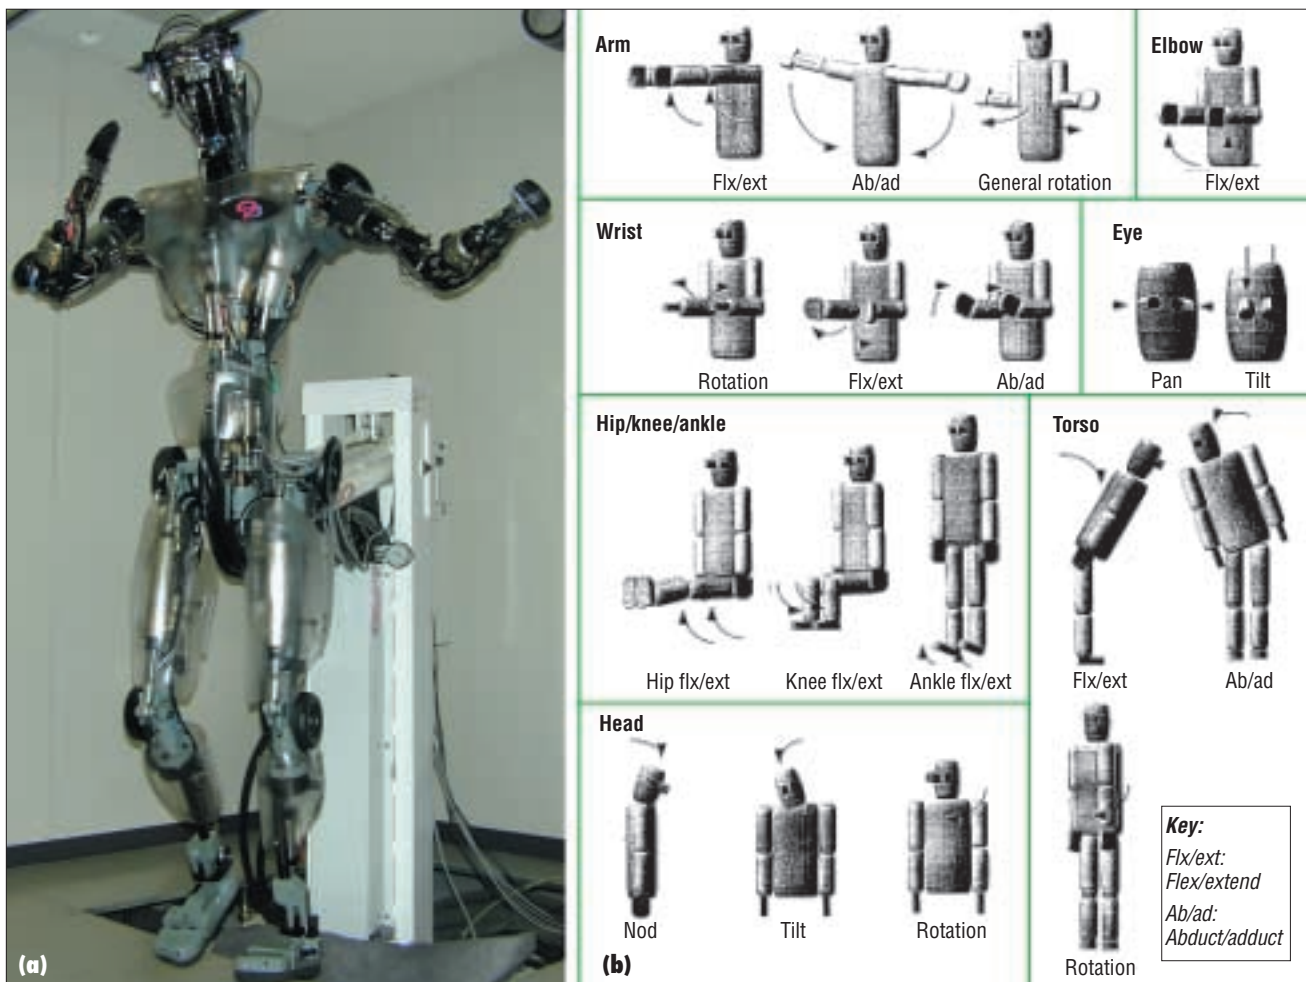 Arm
Flx/ext
Ab/ad
General rotation
Elbow
Flx/ext
Wrist
Rotation
Flx/ext
Ab/ad
Eye
Pan
Tilt
Hip/knee/ankle
Hip flx/ext
Knee flx/ext
Ankle flx/ext
Torso
Flx/ext
Ab/ad
Rotation
Head
Nod
Tilt
Rotation
Key:
Flx/ext:
Flex/extend
Ab/ad:
Abduct/adduct
(a)
(b)